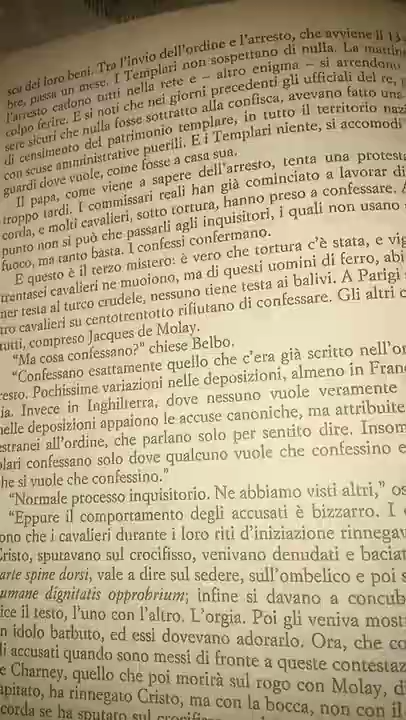 sca dei loro beni. Tra l'invio dell'ordine e l'arresto, che avviene il 13
bre, passa un mese. I Templari non sospettano di nulla. La mattina
l'arresto cadono tutti nella rete e – altro enigma – si arrendono
colpo ferire. E si noti che nei giorni precedenti gli ufficiali del re, p
sere sicuri che nulla fosse sottratto alla confisca, avevano fatto una
di censimento del patrimonio templare, in tutto il territorio nazi
con scuse amministrative puerili. E i Templari niente, si accomodi
guardi dove vuole, come fosse a casa sua.
Il papa, come viene a sapere dell'arresto, tenta una protesta
troppo tardi. I commissari reali han già cominciato a lavorar di
corda, e molti cavalieri, sotto tortura, hanno preso a confessare. A
punto non si può che passarli agli inquisitori, i quali non usano
fuoco, ma tanto basta. I confessi confermano.
E questo è il terzo mistero: è vero che tortura c'è stata, e vig
trentasei cavalieri ne muoiono, ma di questi uomini di ferro, abi
ner testa al turco crudele, nessuno tiene testa ai balivi. A Parigi
tro cavalieri su centotrentotto rifiutano di confessare. Gli altri c
tutti, compreso Jacques de Molay.
"Ma cosa confessano?" chiese Belbo.
"Confessano esattamente quello che c'era già scritto nell'or
resto. Pochissime variazioni nelle deposizioni, almeno in Fran
ia. Invece in Inghilterra, dove nessuno vuole veramente
nelle deposizioni appaiono le accuse canoniche, ma attribuite
estranei all'ordine, che parlano solo per sentito dire. Insom
plari confessano solo dove qualcuno vuole che confessino e
che si vuole che confessino."
"Normale processo inquisitorio. Ne abbiamo visti altri," os
"Eppure il comportamento degli accusati è bizzarro. I
ono che i cavalieri durante i loro riti d'iniziazione rinnegav
Cristo, sputavano sul crocifisso, venivano denudati e baciat
arte spine dorsi, vale a dire sul sedere, sull'ombelico e poi s
umane dignitatis opprobrium; infine si davano a concub
ice il testo, l'uno con l'altro. L'orgia. Poi gli veniva most
n idolo barbuto, ed essi dovevano adorarlo. Ora, che co
li accusati quando sono messi di fronte a queste contestaz
e Charney, quello che poi morirà sul rogo con Molay, d
apitato, ha rinnegato Cristo, ma con la bocca, non con il
corda se ha sputato sul crocifisso